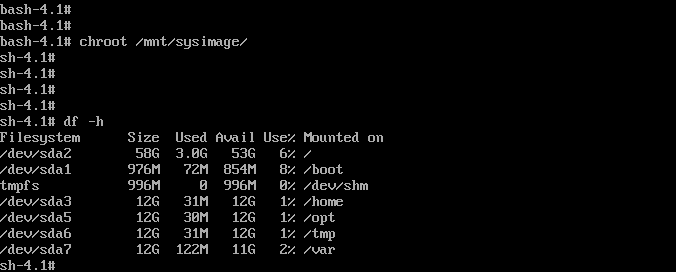 bash-4.1#
bash-4.1#
bash-4.1# chroot /mnt/sysimage/
sh-4.1#
sh-4.1#
sh-4.1#
sh-4.1#
sh-4.1# df -h
Filesystem      Size  Used Avail Use% Mounted on
/dev/sda2        58G  3.0G   53G   6% /
/dev/sda1       976M   72M  854M   8% /boot
tmpfs           996M     0  996M   0% /dev/shm
/dev/sda3        12G   31M   12G   1% /home
/dev/sda5        12G   30M   12G   1% /opt
/dev/sda6        12G   31M   12G   1% /tmp
/dev/sda7        12G  122M   11G   2% /var
sh-4.1#